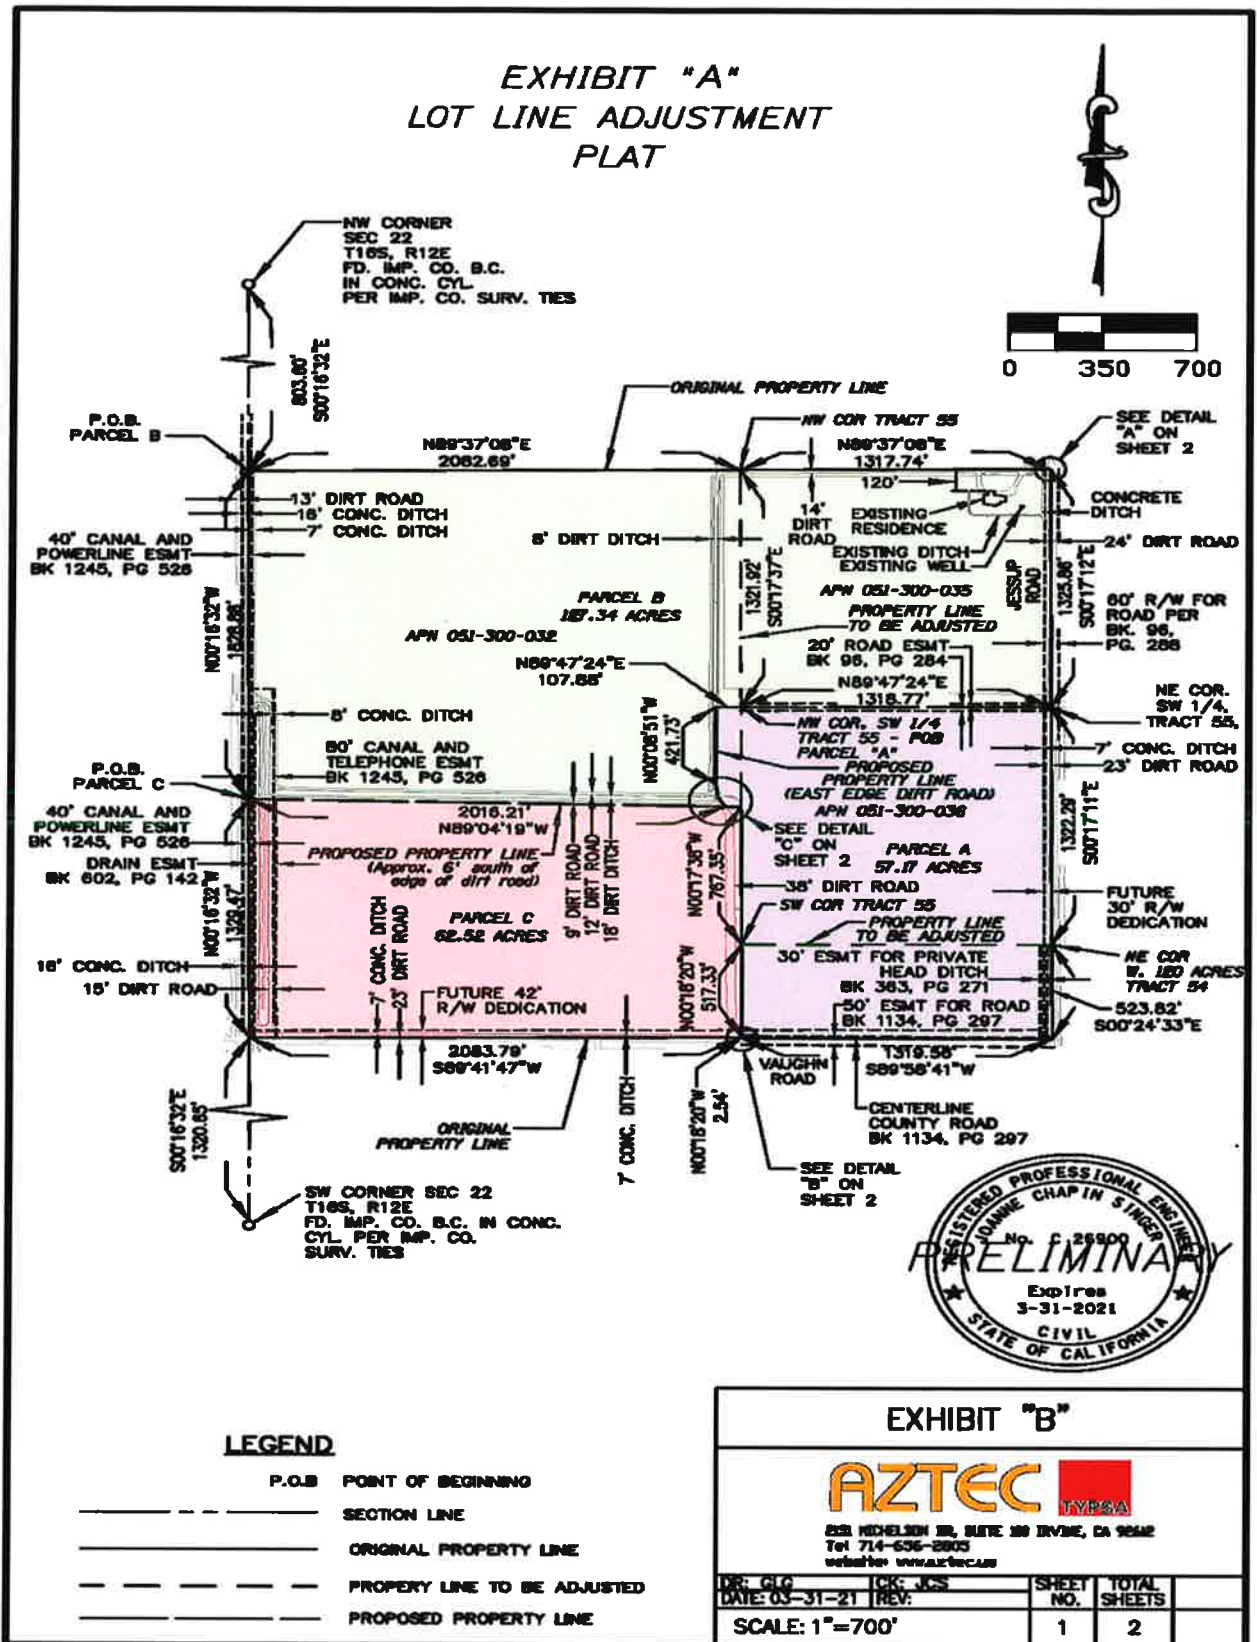 EXHIBIT "A"
LOT LINE ADJUSTMENT
PLAT
NW CORNER
SEC 22
T16S, R12E
FD. IMP. CO. B.C.
IN CONC. CYL.
PER IMP. CO. SURV. TIES
0 350 700
803.60'
S00°16'32"E
ORIGINAL PROPERTY LINE
P.O.B.
PARCEL B
N89°37'08"E
2082.69'
NW COR TRACT 55
N89°37'08"E
1317.74'
SEE DETAIL
"A" ON
SHEET 2
120'
13' DIRT ROAD
16' CONC. DITCH
7' CONC. DITCH
40' CANAL AND
POWERLINE ESMT
BK 1245, PG 526
8' DIRT DITCH
14'
DIRT
ROAD
EXISTING
RESIDENCE
EXISTING DITCH
EXISTING WELL
CONCRETE
DITCH
24' DIRT ROAD
N00°16'32"W
PARCEL B
APN 051-300-032
1321.92'
S00°17'37"E
APN 051-300-035
PROPERTY LINE
TO BE ADJUSTED
JESSUP
ROAD
1325.86'
S00°17'12"E
60' R/W FOR
ROAD PER
BK. 96,
PG. 288
20' ROAD ESMT
BK 96, PG 284
N89°47'24"E
107.88'
N89°47'24"E
1318.77'
N00°08'51"W
421.73'
NW COR, SW 1/4
TRACT 55 - POB
PARCEL "A"
NE COR.
SW 1/4,
TRACT 55,
8' CONC. DITCH
CANAL AND
TELEPHONE ESMT
BK 1245, PG 526
7' CONC. DITCH
23' DIRT ROAD
PROPOSED
PROPERTY LINE
(EAST EDGE DIRT ROAD)
APN 051-300-036
P.O.B.
PARCEL C
2016.21'
N89°04'19"W
40' CANAL AND
POWERLINE ESMT
BK 1245, PG 526
DRAIN ESMT
BK 602, PG 142
PROPOSED PROPERTY LINE
(Approx. 6' south of
edge of dirt road)
SEE DETAIL
"C" ON
SHEET 2
PARCEL A
57.17 ACRES
1322.29'
S00°17'11"E
N00°16'32"W
1329.47'
9' DIRT ROAD
12' DIRT ROAD
18' DIRT DITCH
N00°17'38"W
767.35'
38' DIRT ROAD
SW COR TRACT 55
FUTURE
30' R/W
DEDICATION
PARCEL C
62.52 ACRES
PROPERTY LINE
TO BE ADJUSTED
16' CONC. DITCH
15' DIRT ROAD
7' CONC. DITCH
23' DIRT ROAD
FUTURE 42'
R/W DEDICATION
N00°18'20"W
517.33'
30' ESMT FOR PRIVATE
HEAD DITCH
BK 363, PG 271
50' ESMT FOR ROAD
BK 1134, PG 297
NE COR
W. 120 ACRES
TRACT 54
523.82'
S00°24'33"E
2083.79'
S89°41'47"W
VAUGHN
ROAD
1319.58'
S89°58'41"W
S00°16'32"E
1320.65'
ORIGINAL
PROPERTY LINE
7' CONC. DITCH
N00°18'20"W
2.54'
CENTERLINE
COUNTY ROAD
BK 1134, PG 297
SEE DETAIL
"B" ON
SHEET 2
SW CORNER SEC 22
T16S, R12E
FD. IMP. CO. B.C. IN CONC.
CYL. PER IMP. CO.
SURV. TIES
REGISTERED PROFESSIONAL ENGINEER
JOANNE CHAPIN SINGER
No. C 26900
PRELIMINARY
Expires
3-31-2021
CIVIL
STATE OF CALIFORNIA
LEGEND
P.O.B POINT OF BEGINNING
SECTION LINE
ORIGINAL PROPERTY LINE
PROPERY LINE TO BE ADJUSTED
PROPOSED PROPERTY LINE
EXHIBIT "B"
AZTEC
TYPSA
MICHELSON DR, SUITE IRVINE, CA
Tel 714-656-2805
DR: GLG CK: JCS SHEET NO. TOTAL SHEETS
DATE: 03-31-21 REV:
SCALE: 1"=700' 1 2